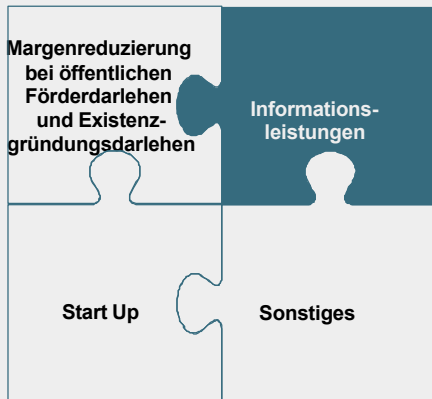 Margenreduzierung
bei öffentlichen
Förderdarlehen
und Existenz-
gründungsdarlehen
Informations-
leistungen
Start Up
Sonstiges